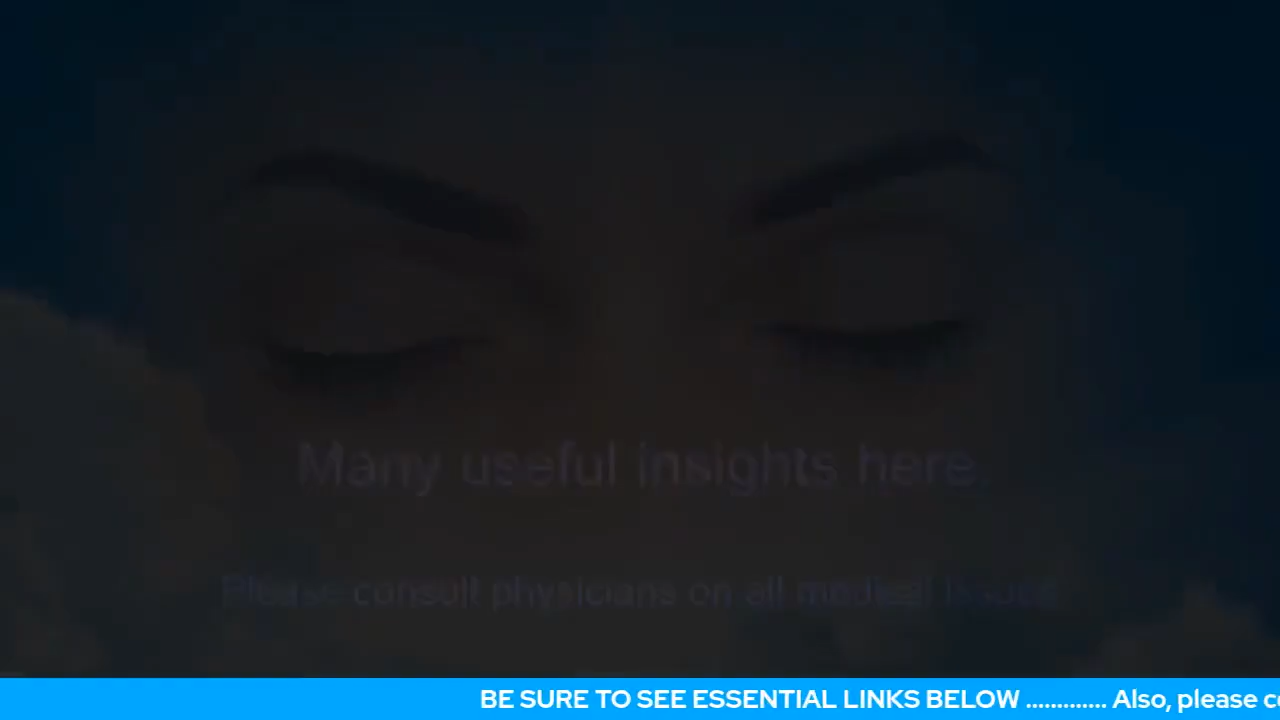 Many useful insights here.
Please consult physicians on all medical issues
BE SURE TO SEE ESSENTIAL LINKS BELOW ............. Also, please c